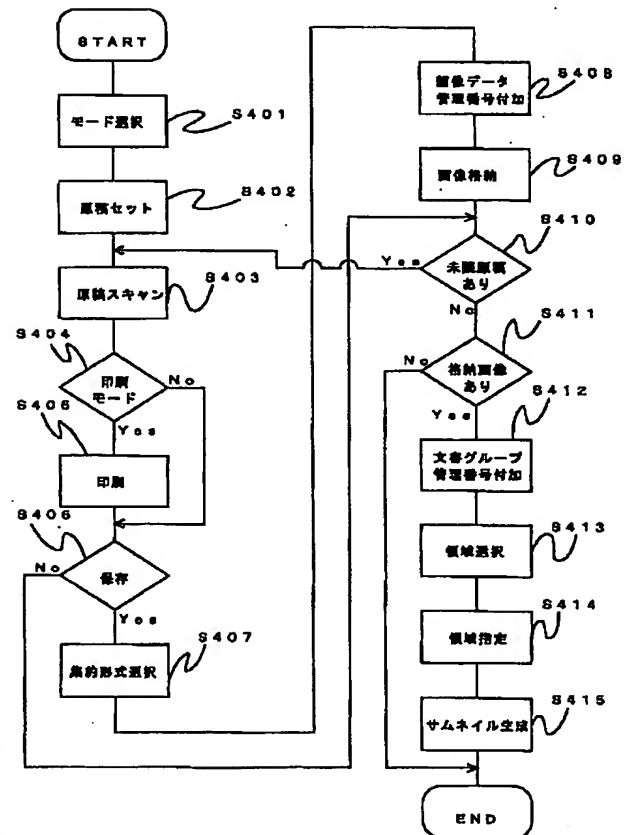 START
モード選択
S401
原稿セット
S402
原稿スキャン
S403
S404
印刷
モード
No
Yes
S405
印刷
S406
保存
No
Yes
集約形式選択
S407
画像データ
管理番号付加
S408
画像格納
S409
S410
未読原稿
あり
Yes
No
S411
格納画像
あり
No
Yes
S412
文書グループ
管理番号付加
領域選択
S413
領域指定
S414
サムネイル生成
S415
END